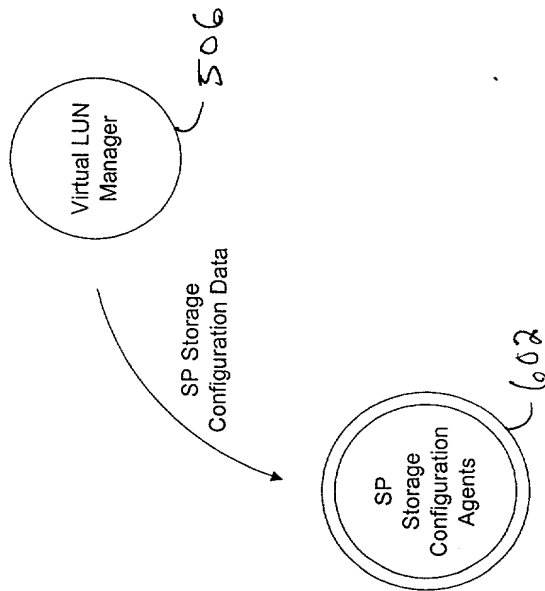 Virtual LUN
Manager
506
SP Storage
Configuration Data
SP
Storage
Configuration
Agents
602